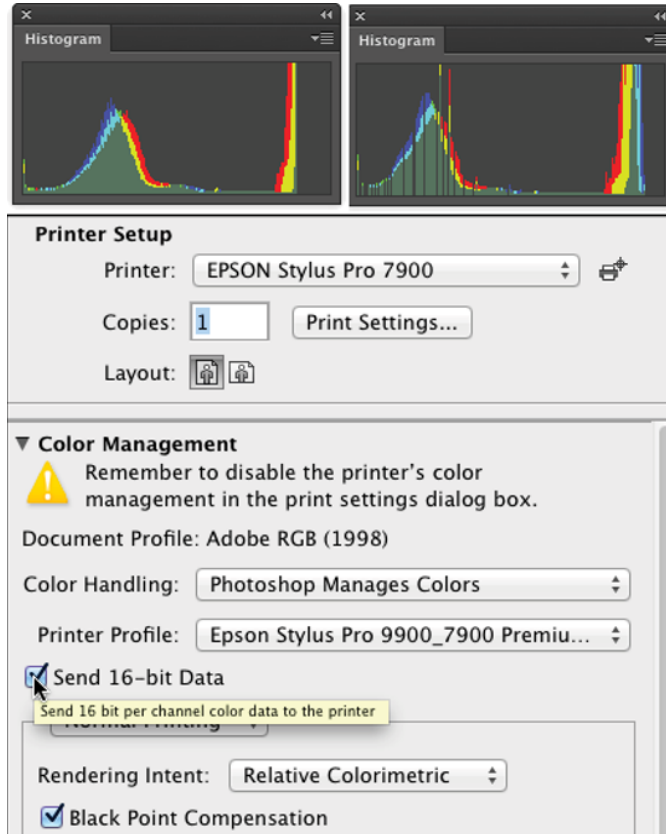 Histogram
Histogram
Printer Setup
Printer: EPSON Stylus Pro 7900
Copies: 1 Print Settings...
Layout:
Color Management
Remember to disable the printer's color
management in the print settings dialog box.
Document Profile: Adobe RGB (1998)
Color Handling: Photoshop Manages Colors
Printer Profile: Epson Stylus Pro 9900_7900 Premiu...
Send 16-bit Data
Send 16 bit per channel color data to the printer
Normal Printing
Rendering Intent: Relative Colorimetric
Black Point Compensation